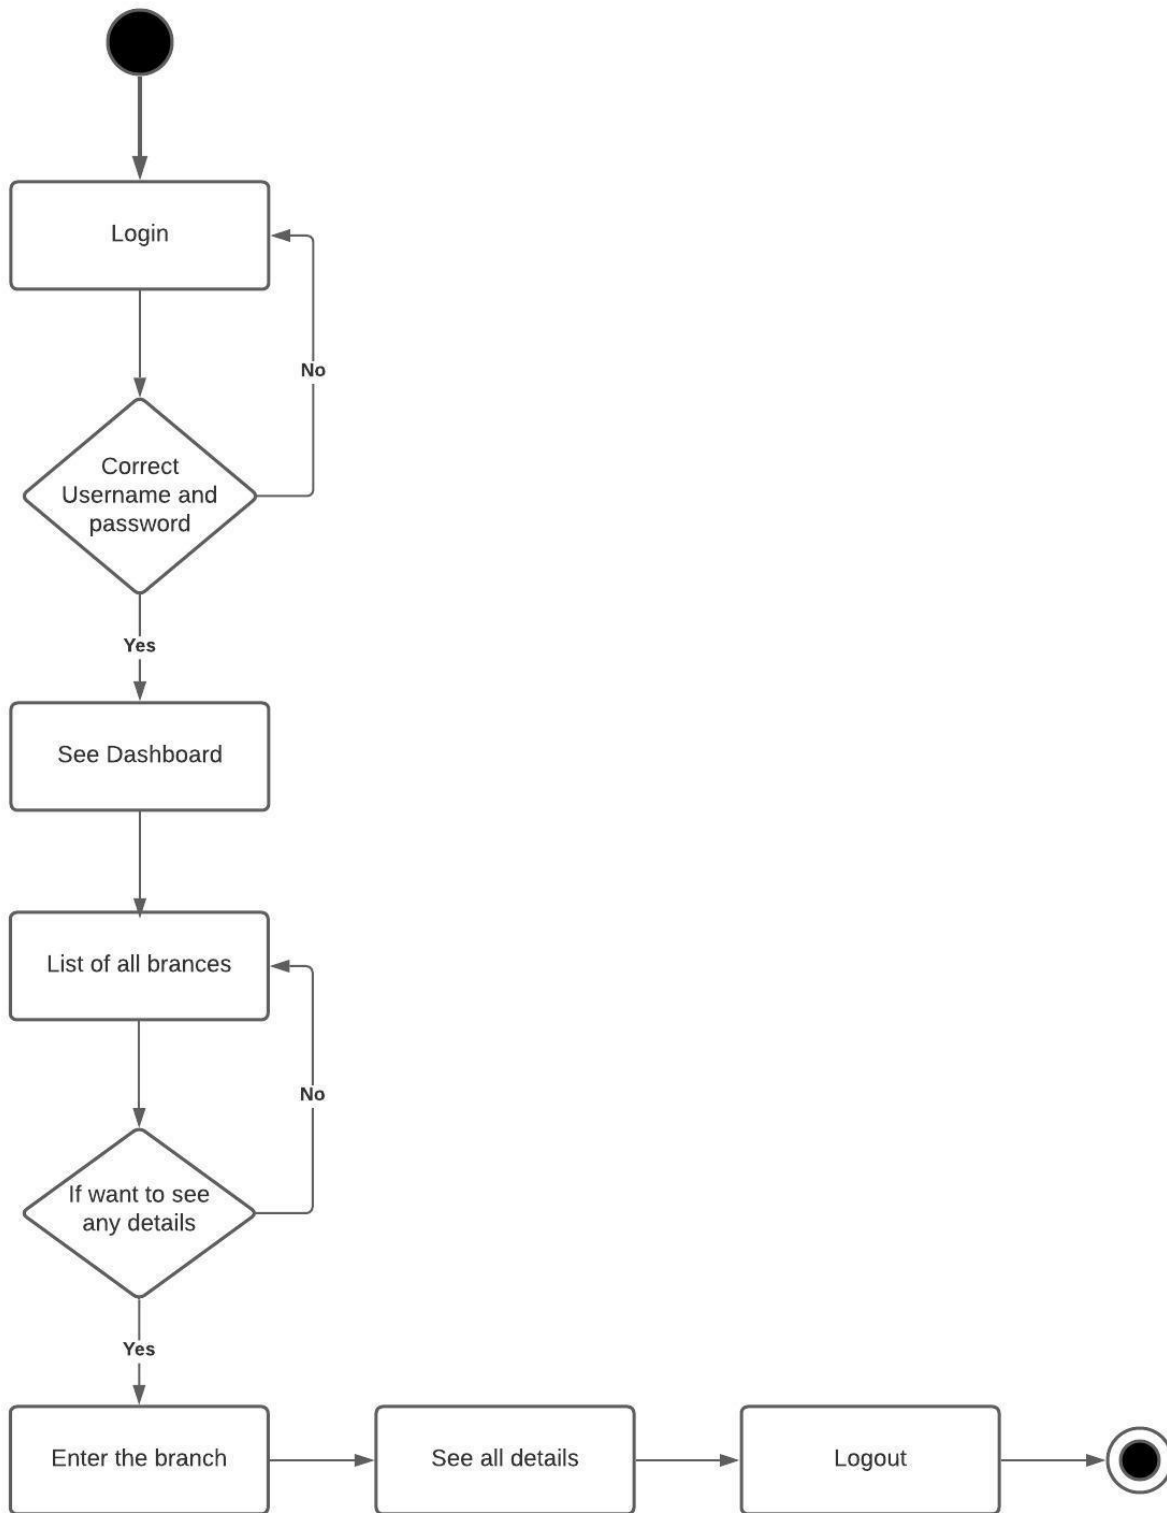 Login
No
Correct
Username and
password
Yes
See Dashboard
List of all brances
No
If want to see
any details
Yes
Enter the branch
See all details
Logout